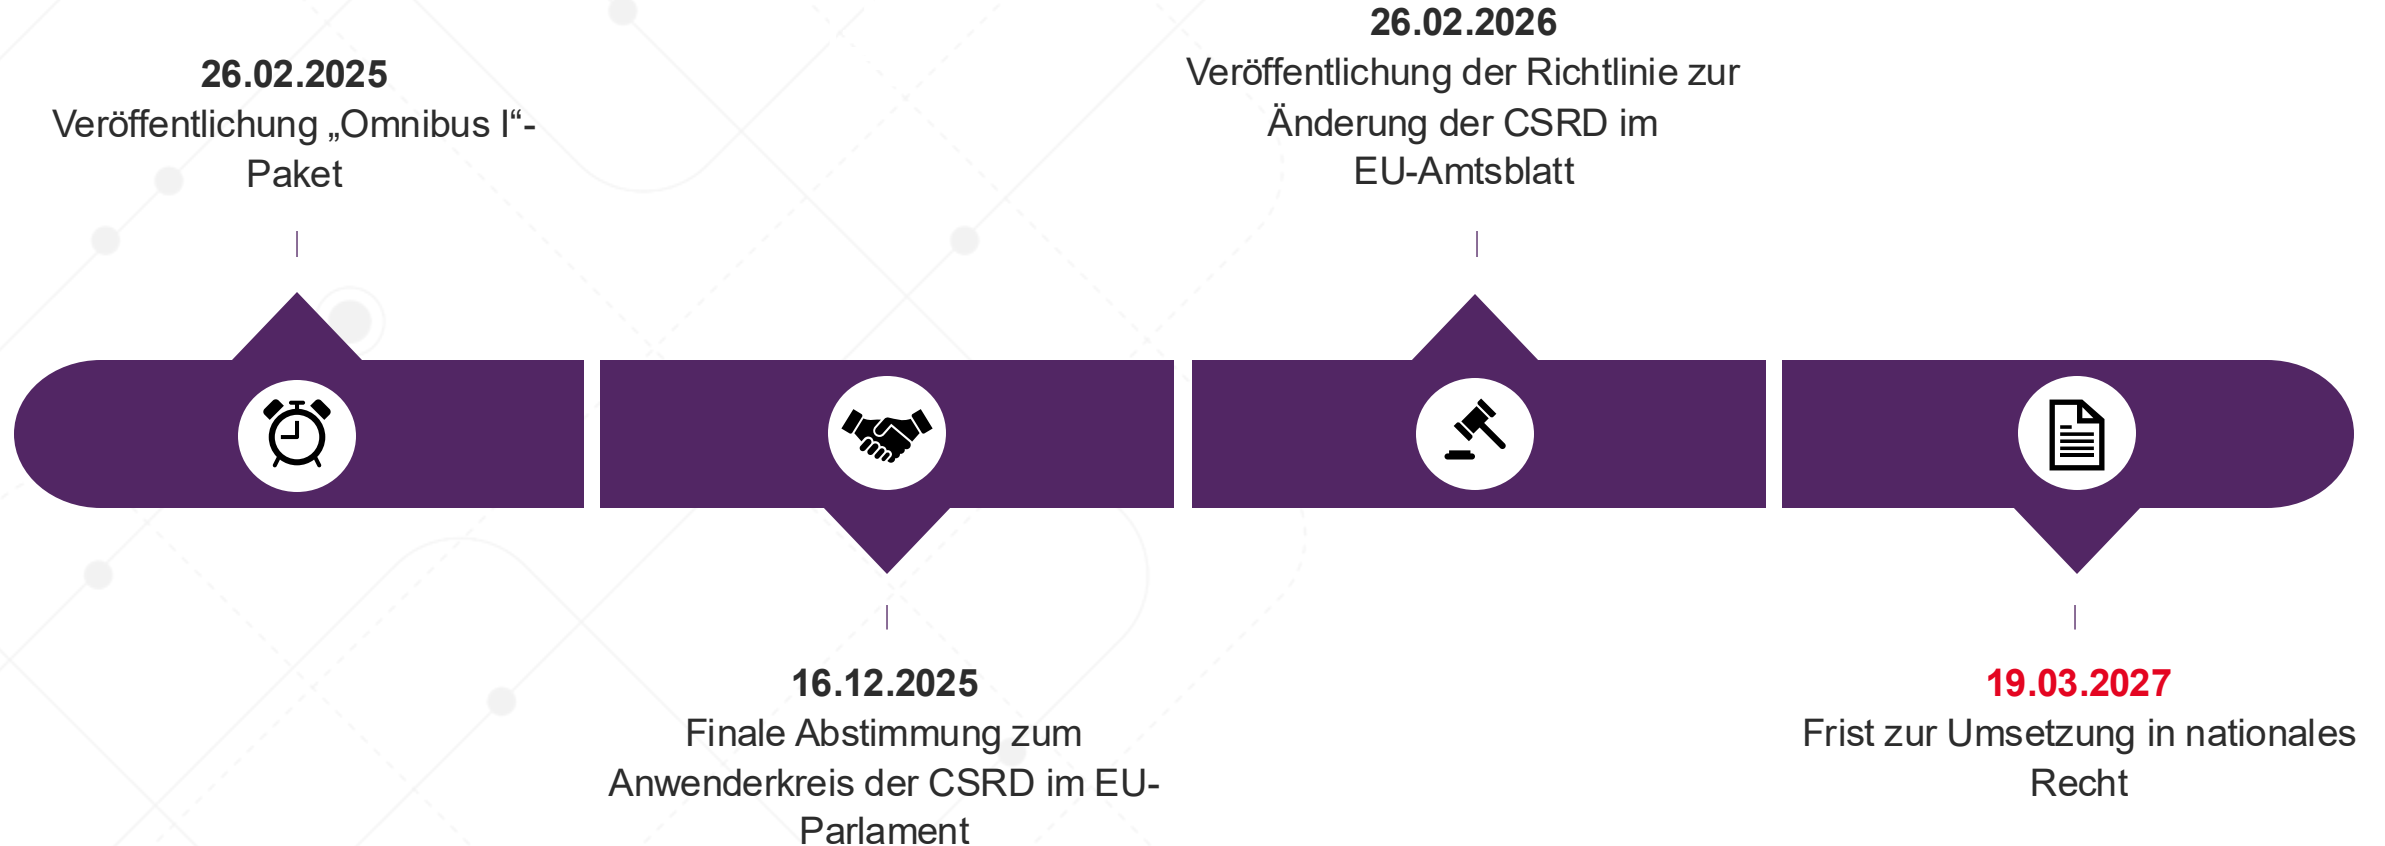 26.02.2025
Veröffentlichung „Omnibus I“-
Paket
16.12.2025
Finale Abstimmung zum
Anwenderkreis der CSRD im EU-
Parlament
26.02.2026
Veröffentlichung der Richtlinie zur
Änderung der CSRD im
EU-Amtsblatt
19.03.2027
Frist zur Umsetzung in nationales
Recht